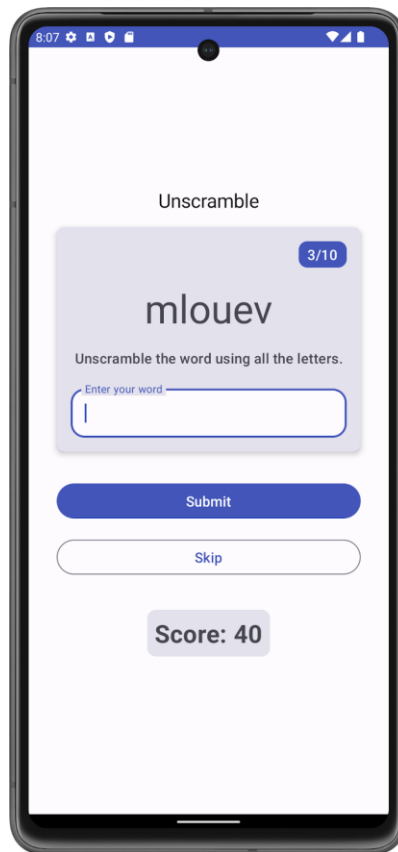 8:07
Unscramble
3/10
mlouev
Unscramble the word using all the letters.
Enter your word
Submit
Skip
Score: 40